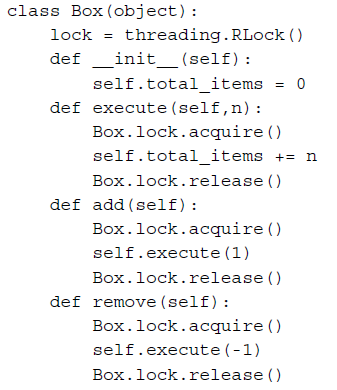 class Box(object):
    lock = threading.RLock()
    def __init__(self):
        self.total_items = 0
    def execute(self,n):
        Box.lock.acquire()
        self.total_items += n
        Box.lock.release()
    def add(self):
        Box.lock.acquire()
        self.execute(1)
        Box.lock.release()
    def remove(self):
        Box.lock.acquire()
        self.execute(-1)
        Box.lock.release()